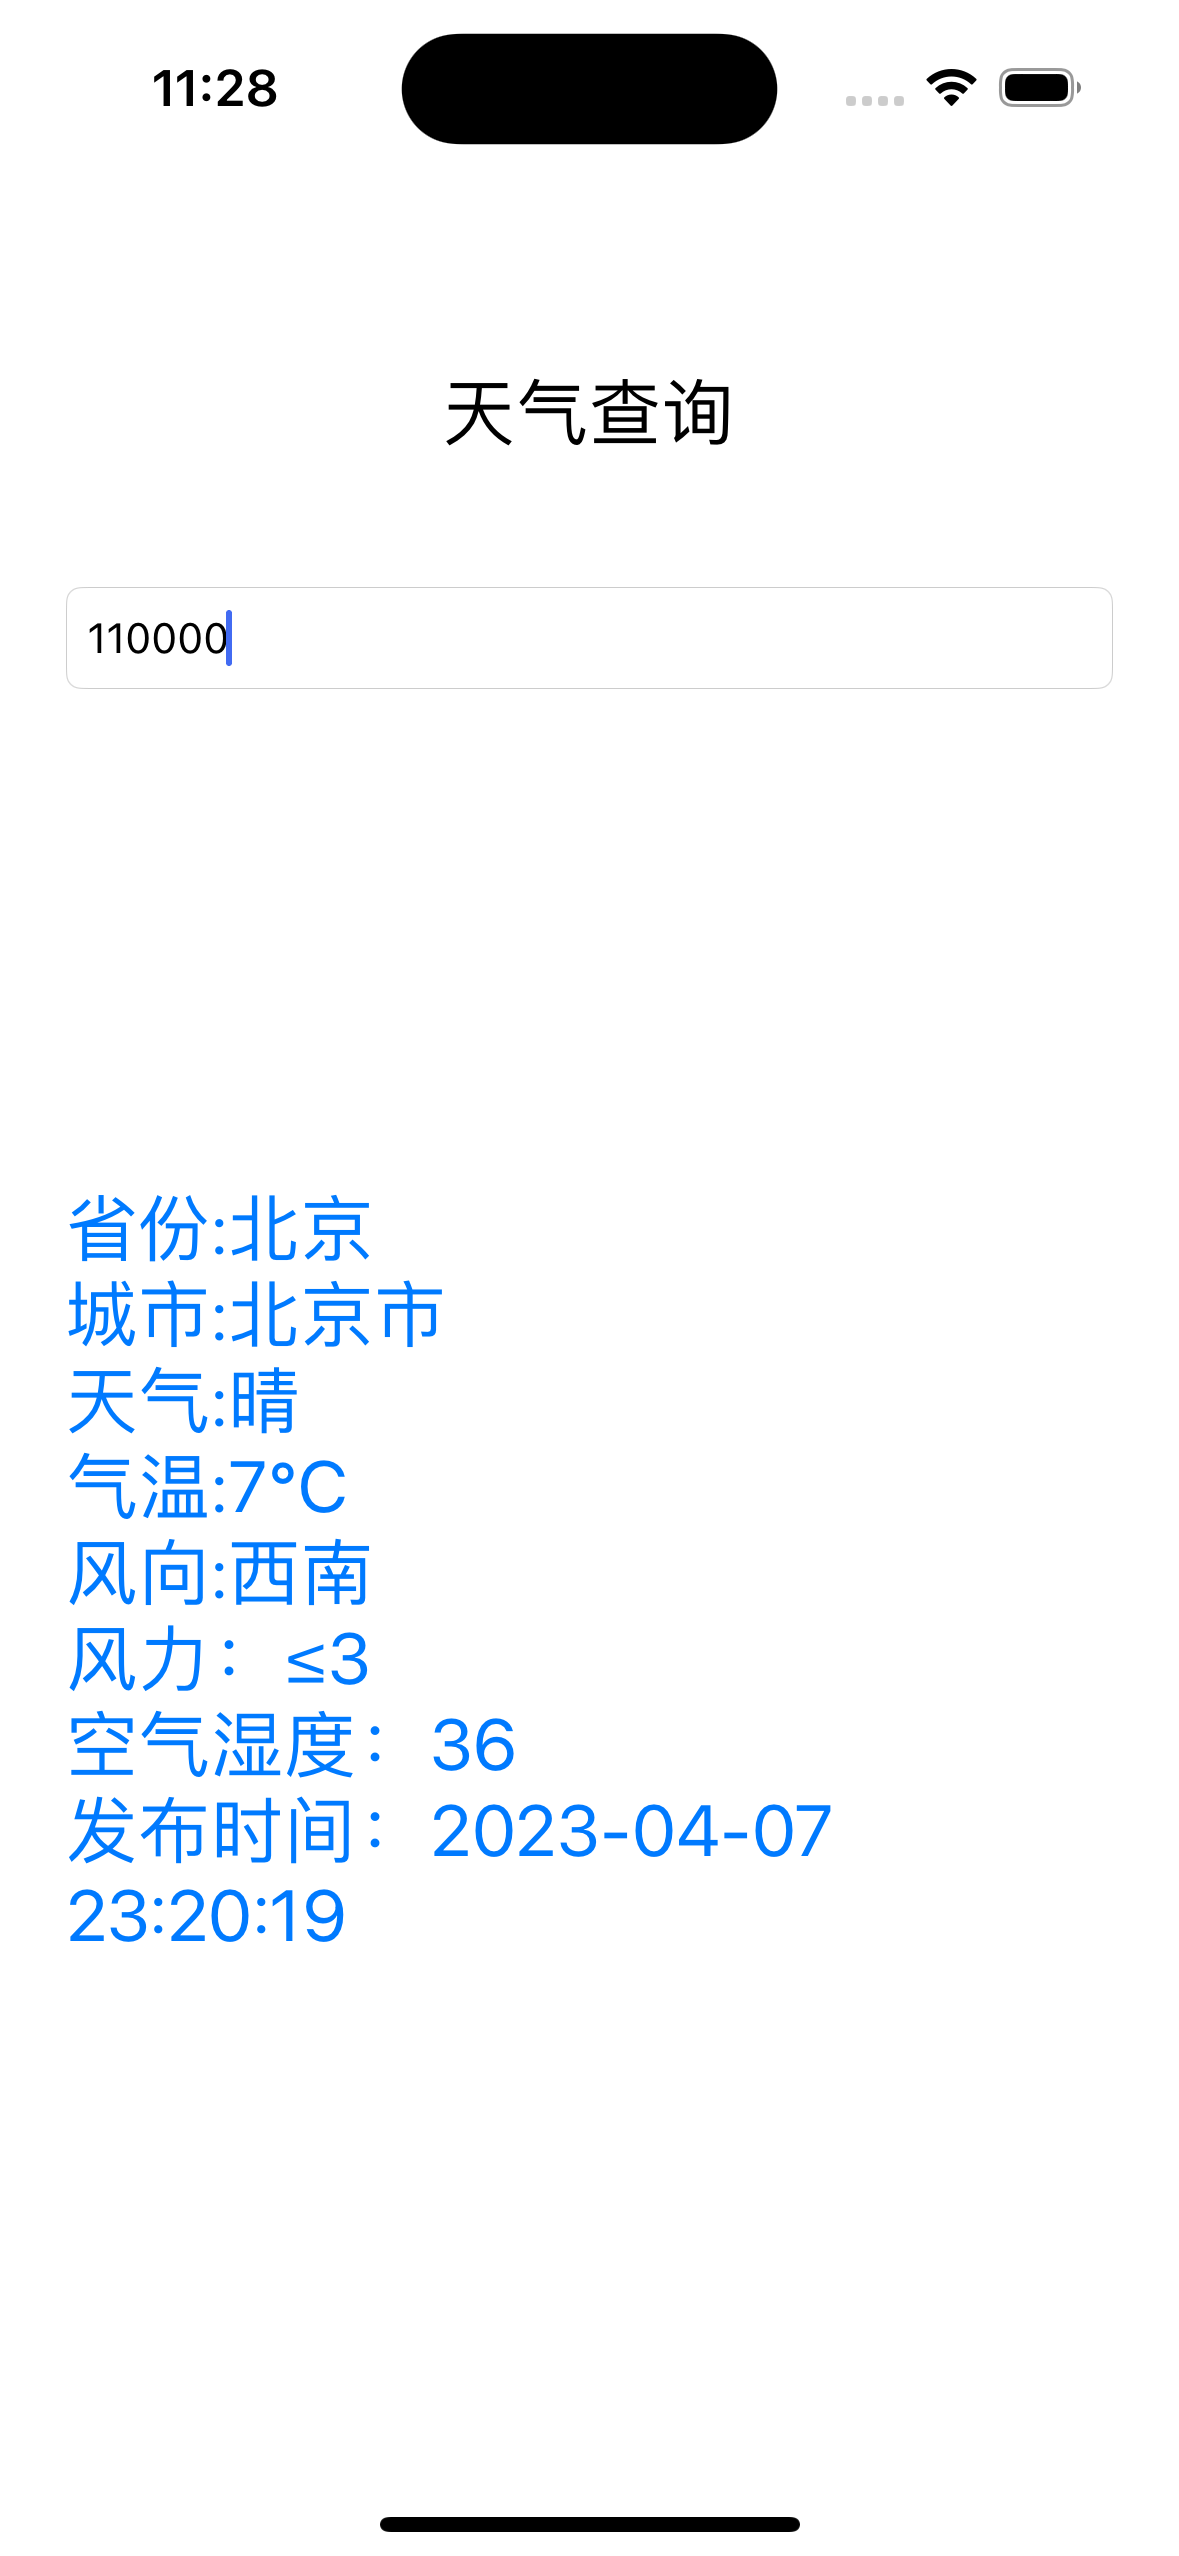 11:28
天气查询
110000
省份:北京
城市:北京市
天气:晴
气温:7°C
风向:西南
风力：≤3
空气湿度：36
发布时间：2023-04-07
23:20:19